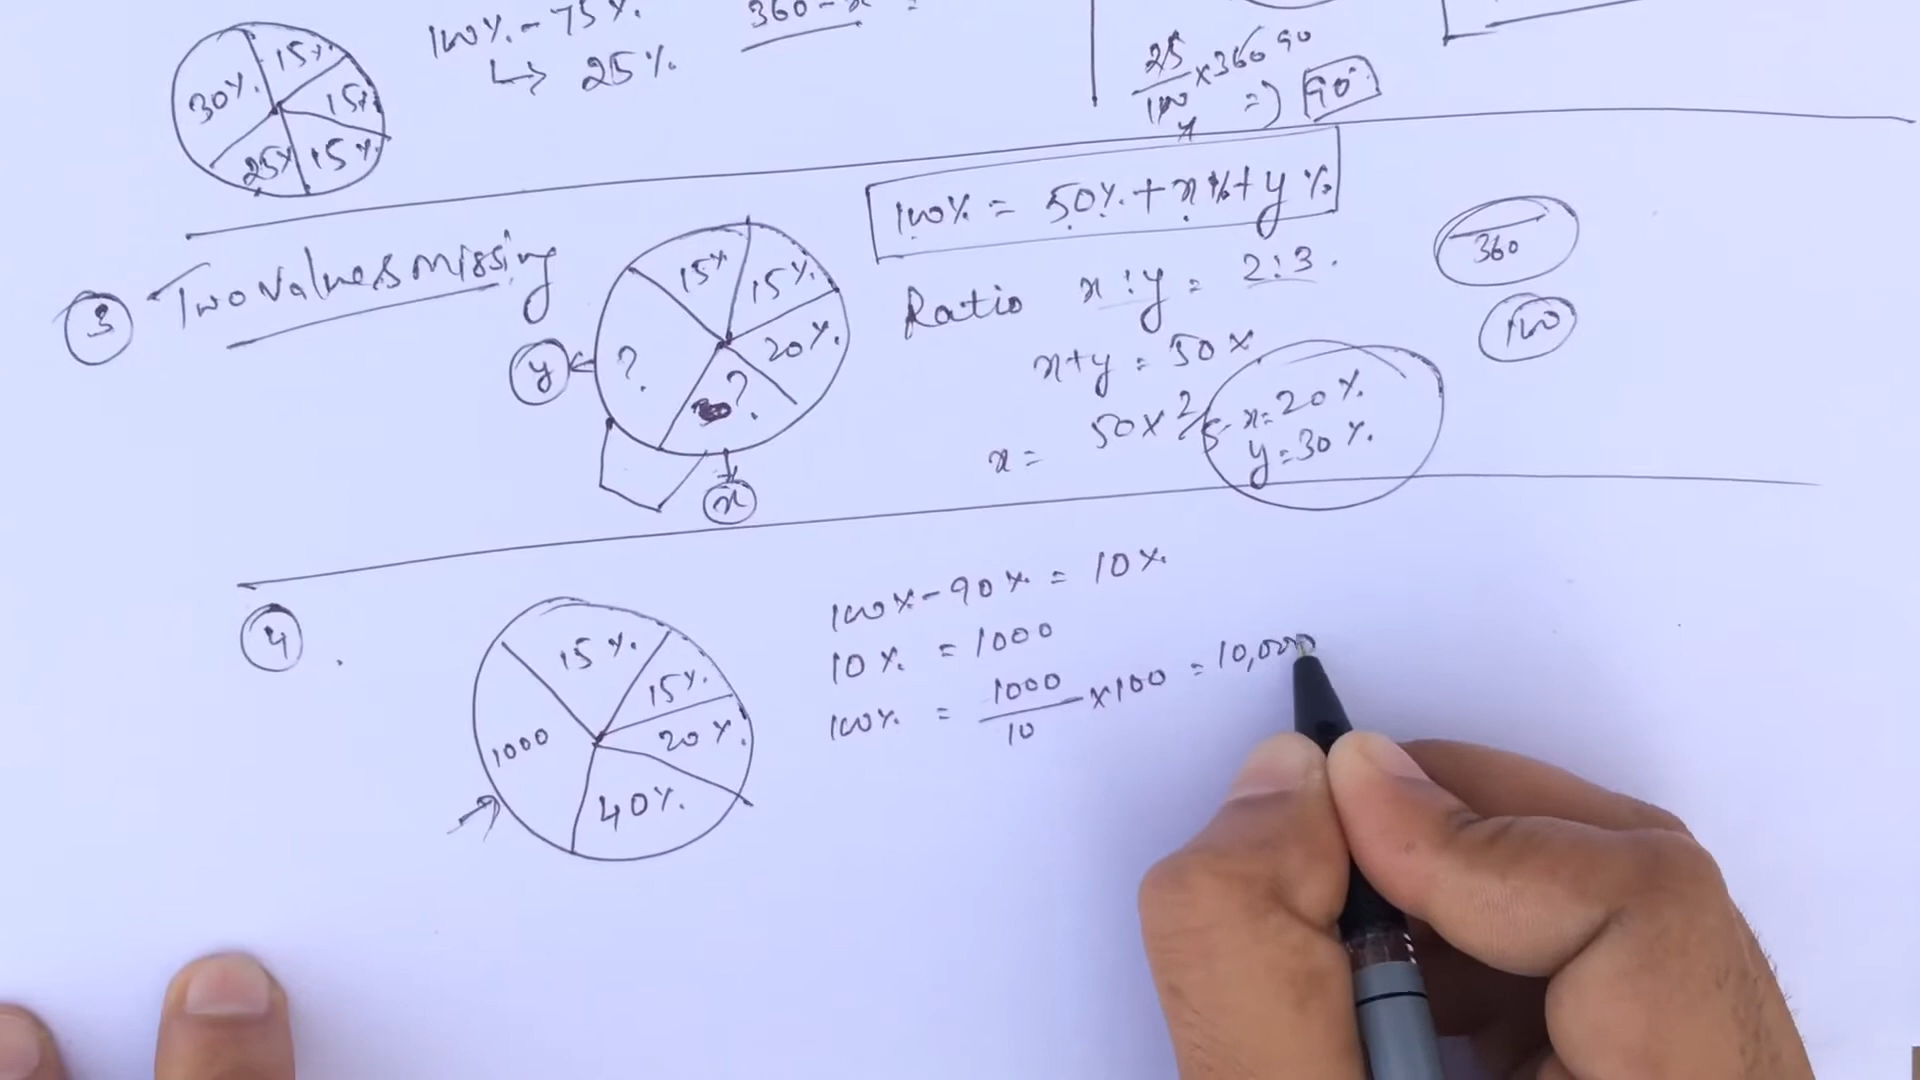 100% - 75%
↳ 25%
360 - x =
30%
15%
15%
15%
25%
25/100 × 360 90
4
=) 90°
③ Two values missing
15%
15%
20%
?
?
y
x
100% = 50% + x% + y%
Ratio x : y = 2:3.
x+y = 50%
x = 50 × 2/5
x = 20%
y = 30%
360
100
④.
15%
15%
20%
40%
1000
100% - 90% = 10%
10% = 1000
100% = 1000/10 × 100 = 10,000